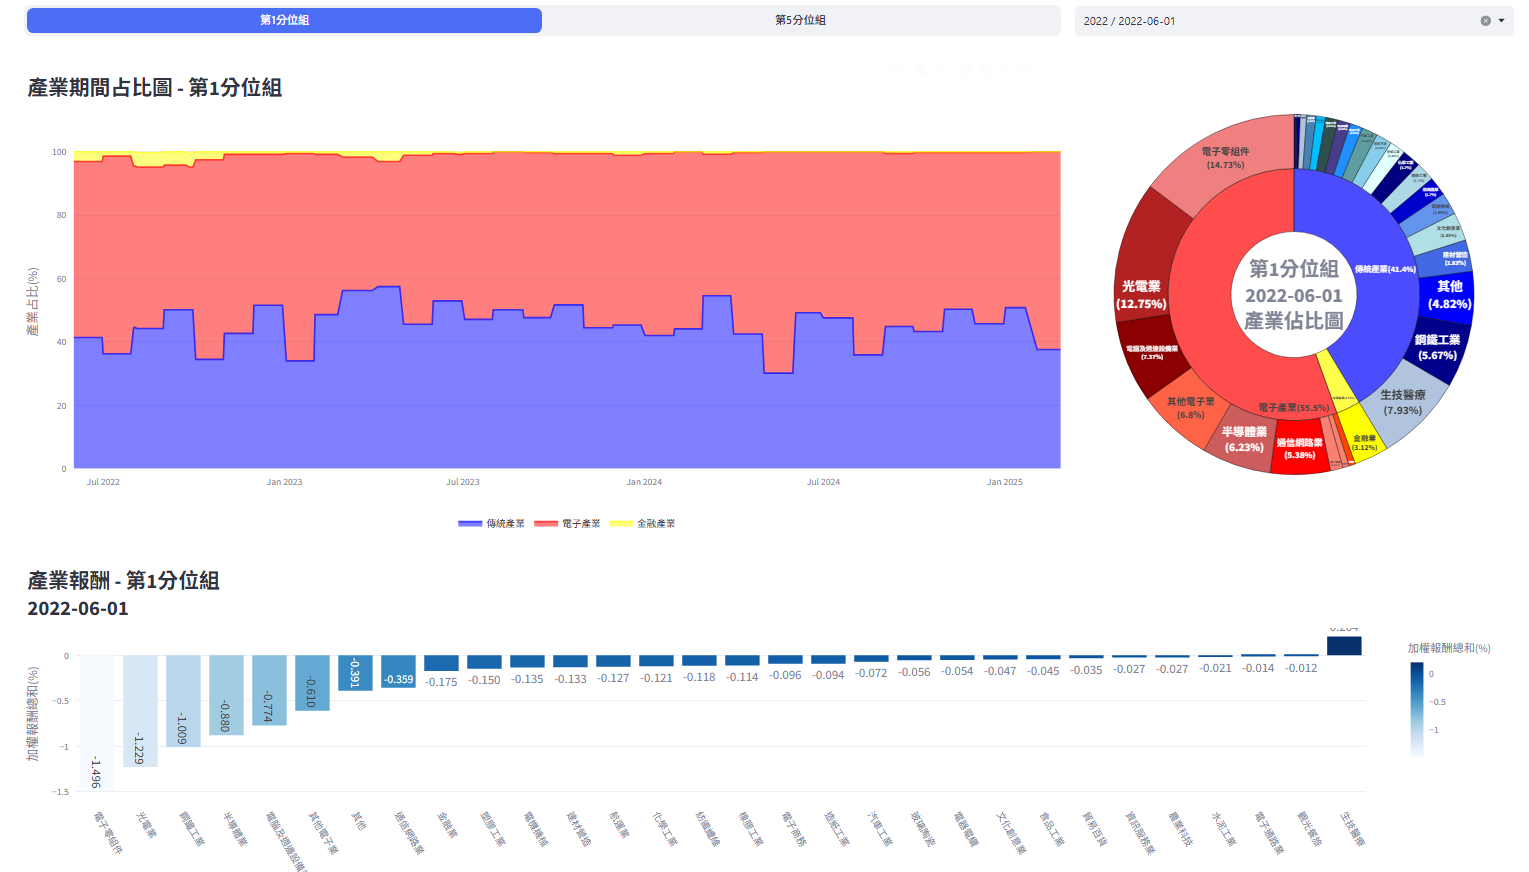 第1分位組
第5分位組
2022 / 2022-06-01
產業期間占比圖 - 第1分位組
產業占比(%)
100
80
60
40
20
0
Jul 2022
Jan 2023
Jul 2023
Jan 2024
Jul 2024
Jan 2025
傳統產業
電子產業
金融產業
第1分位組
2022-06-01
產業佔比圖
傳統產業(41.4%)
電子產業(55.5%)
電子零組件
(14.73%)
光電業
(12.75%)
電腦及週邊設備業
(7.37%)
其他電子業
(6.8%)
半導體業
(6.23%)
通信網路業
(5.38%)
金融業
(3.12%)
生技醫療
(7.93%)
鋼鐵工業
(5.67%)
其他
(4.82%)
建材營造
(2.83%)
文化創意業
產業報酬 - 第1分位組
2022-06-01
加權報酬總和(%)
0
−0.5
−1
−1.5
-1.496
-1.229
-1.009
-0.880
-0.774
-0.610
-0.391
-0.359
-0.175
-0.150
-0.135
-0.133
-0.127
-0.121
-0.118
-0.114
-0.096
-0.094
-0.072
-0.056
-0.054
-0.047
-0.045
-0.035
-0.027
-0.027
-0.021
-0.014
-0.012
電子零組件
光電業
鋼鐵工業
半導體業
電腦及週邊設備
其他電子業
其他
通信網路業
金融業
塑膠工業
電機機械
建材營造
航運業
化學工業
紡織纖維
橡膠工業
電子商務
造紙工業
汽車工業
玻璃陶瓷
電器電纜
文化創意業
食品工業
貿易百貨
資訊服務業
農業科技
水泥工業
電子通路業
觀光餐旅
生技醫療
加權報酬總和(%)
0
−0.5
−1